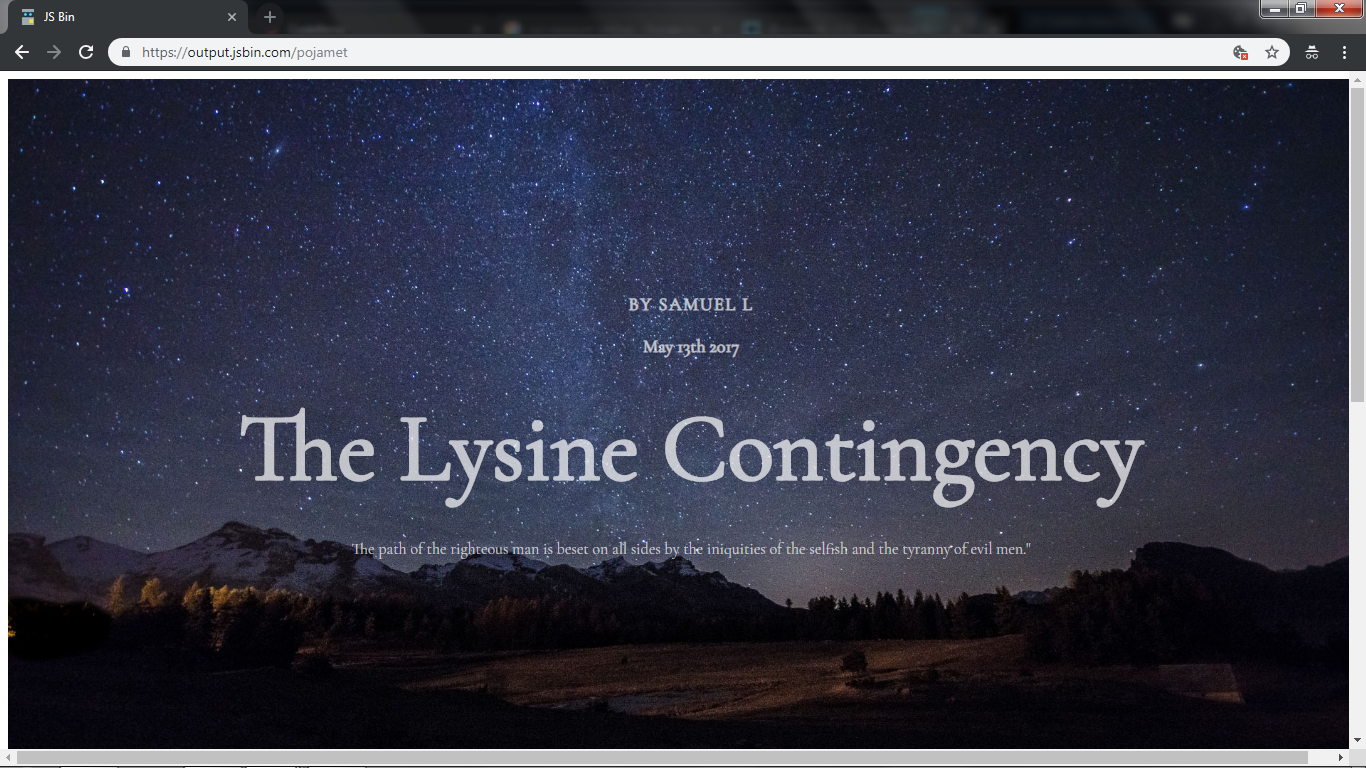 JS Bin
https://output.jsbin.com/pojamet
BY SAMUEL L
May 13th 2017
The Lysine Contingency
The path of the righteous man is beset on all sides by the iniquities of the selfish and the tyranny of evil men."